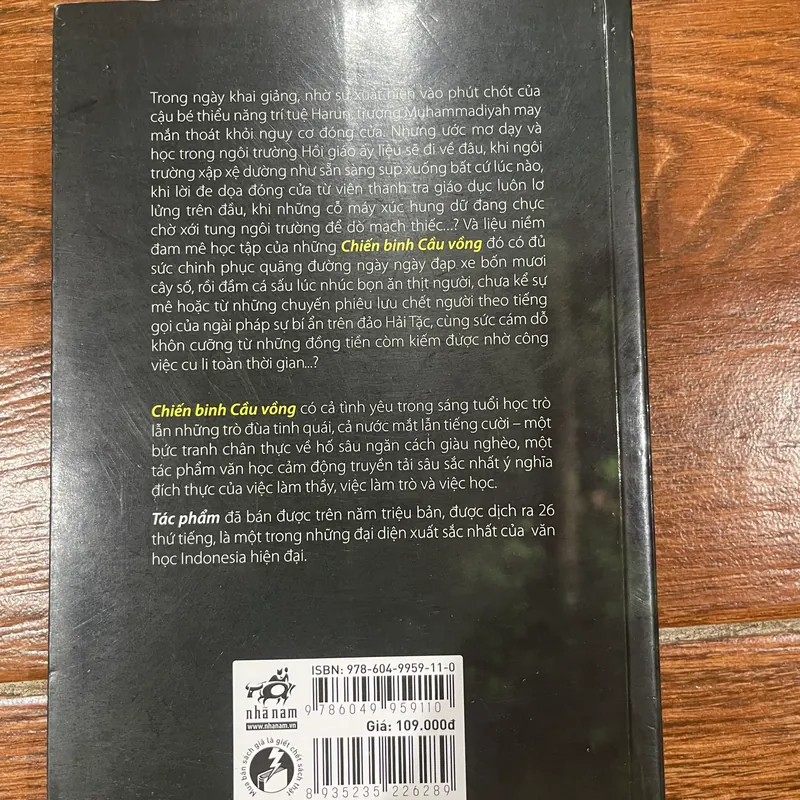 Trong ngày khai giảng, nhờ sự xuất hiện vào phút chót của
cậu bé thiểu năng trí tuệ Harun, trường Muhammadiyah may
mắn thoát khỏi nguy cơ đóng cửa. Nhưng ước mơ dạy và
học trong ngôi trường Hồi giáo ấy liệu sẽ đi về đâu, khi ngôi
trường xập xệ dường như sẵn sàng sụp xuống bất cứ lúc nào,
khi lời đe dọa đóng cửa từ viên thanh tra giáo dục luôn lơ
lửng trên đầu, khi những cỗ máy xúc hung dữ đang chực
chờ xới tung ngôi trường để dò mạch thiếc...? Và liệu niềm
đam mê học tập của những Chiến binh Cầu vồng đó có đủ
sức chinh phục quãng đường ngày ngày đạp xe bốn mươi
cây số, rồi đầm cá sấu lúc nhúc bọn ăn thịt người, chưa kể sự
mê hoặc từ những chuyến phiêu lưu chết người theo tiếng
gọi của ngài pháp sư bí ẩn trên đảo Hải Tặc, cùng sức cám dỗ
khôn cưỡng từ những đồng tiền còm kiếm được nhờ công
việc cu li toàn thời gian...?
Chiến binh Cầu vồng có cả tình yêu trong sáng tuổi học trò
lẫn những trò đùa tinh quái, cả nước mắt lẫn tiếng cười – một
bức tranh chân thực về hố sâu ngăn cách giàu nghèo, một
tác phẩm văn học cảm động truyền tải sâu sắc nhất ý nghĩa
đích thực của việc làm thầy, việc làm trò và việc học.
Tác phẩm đã bán được trên năm triệu bản, được dịch ra 26
thứ tiếng, là một trong những đại diện xuất sắc nhất của văn
học Indonesia hiện đại.
ISBN: 978-604-9959-11-0
nhã nam
www.nhanam.vn
9 786049 959110
Giá: 109.000đ
Mua bán sách giả là giết chết sách thật
8 935235 226289